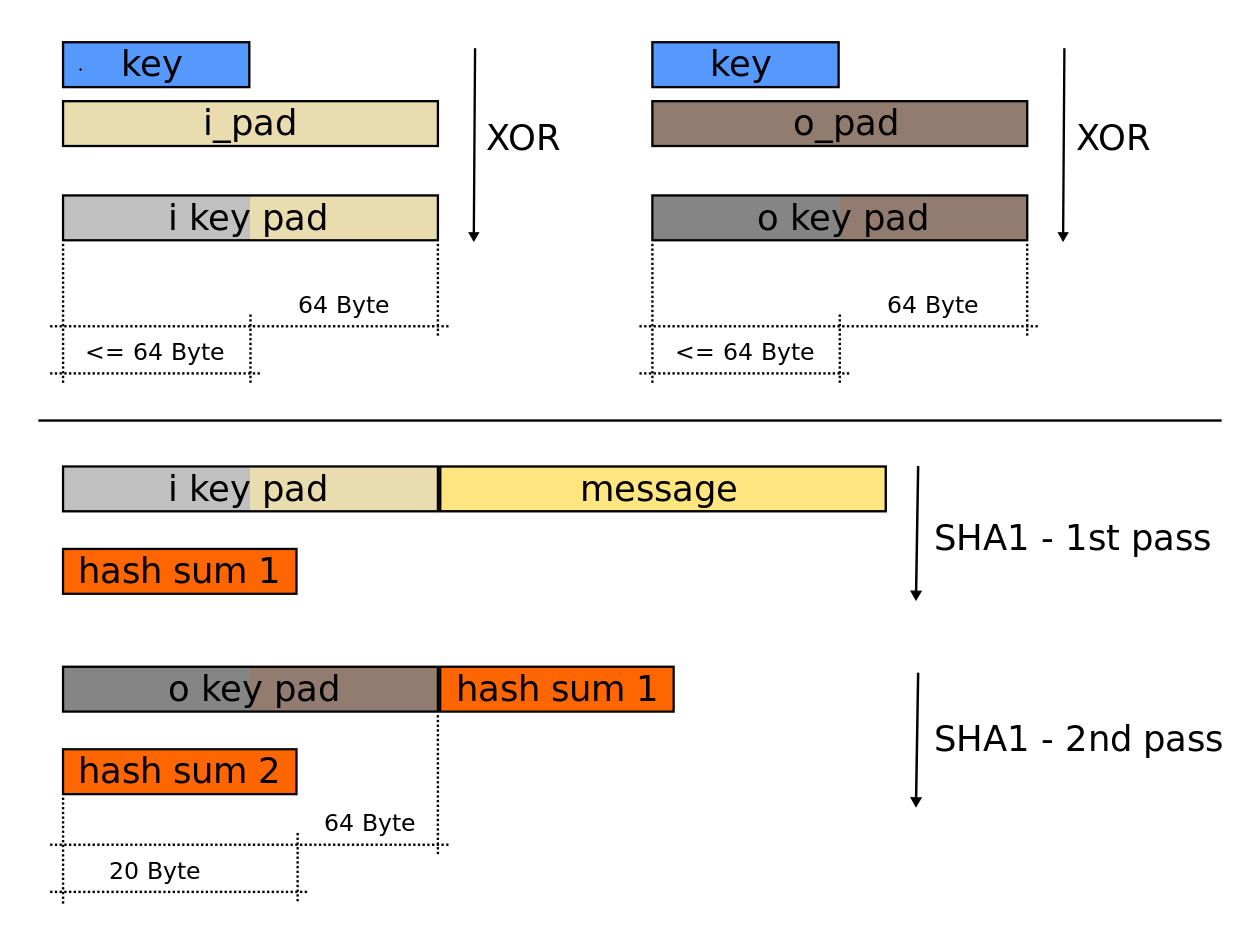 key
i_pad
XOR
i key pad
64 Byte
<= 64 Byte
key
o_pad
XOR
o key pad
64 Byte
<= 64 Byte
i key pad
message
SHA1 - 1st pass
hash sum 1
o key pad
hash sum 1
SHA1 - 2nd pass
hash sum 2
64 Byte
20 Byte